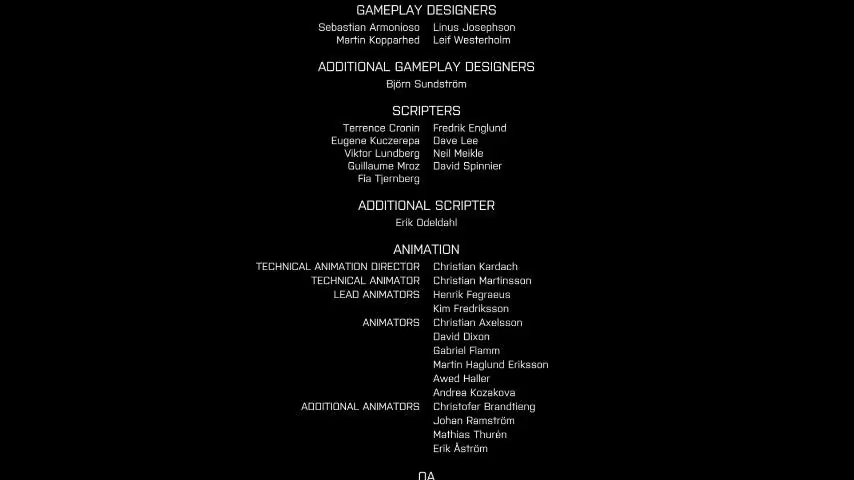 GAMEPLAY DESIGNERS
Sebastian Armonioso Linus Josephson
Martin Kopparhed Leif Westerholm
ADDITIONAL GAMEPLAY DESIGNERS
Björn Sundström
SCRIPTERS
Terrence Cronin Fredrik Englund
Eugene Kuczerepa Dave Lee
Viktor Lundberg Neil Meikle
Guillaume Mroz David Spinnier
Fia Tjernberg
ADDITIONAL SCRIPTER
Erik Odeldahl
ANIMATION
TECHNICAL ANIMATION DIRECTOR Christian Kardach
TECHNICAL ANIMATOR Christian Martinsson
LEAD ANIMATORS Henrik Fegraeus
Kim Fredriksson
ANIMATORS Christian Axelsson
David Dixon
Gabriel Flamm
Martin Haglund Eriksson
Awed Haller
Andrea Kozakova
ADDITIONAL ANIMATORS Christofer Brandtieng
Johan Ramström
Mathias Thurén
Erik Åström
QA